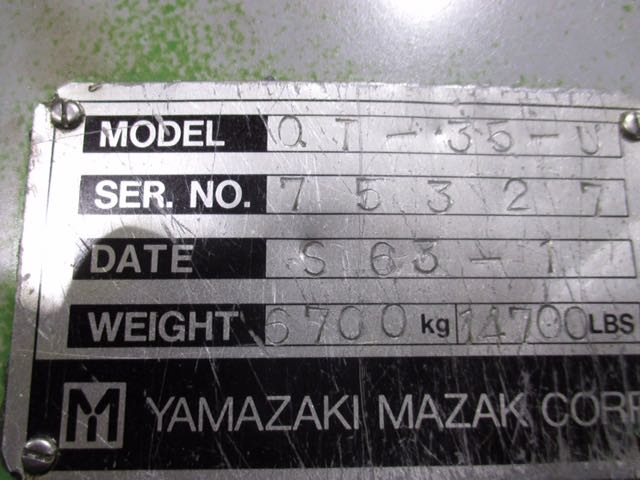 MODEL QT-35-U
SER. NO. 75327
DATE S63-1
WEIGHT 6700 kg 14700 LBS
YAMAZAKI MAZAK CORP